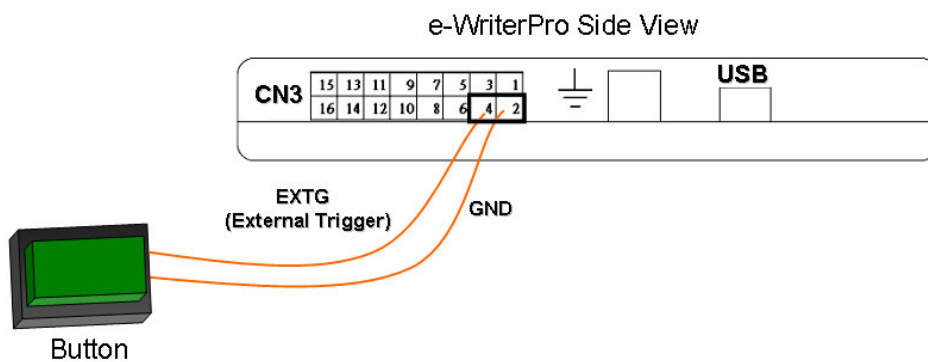 e-WriterPro Side View
USB
CN3
15 13 11 9 7 5 3 1
16 14 12 10 8 6 4 2
EXTG
(External Trigger)
GND
Button